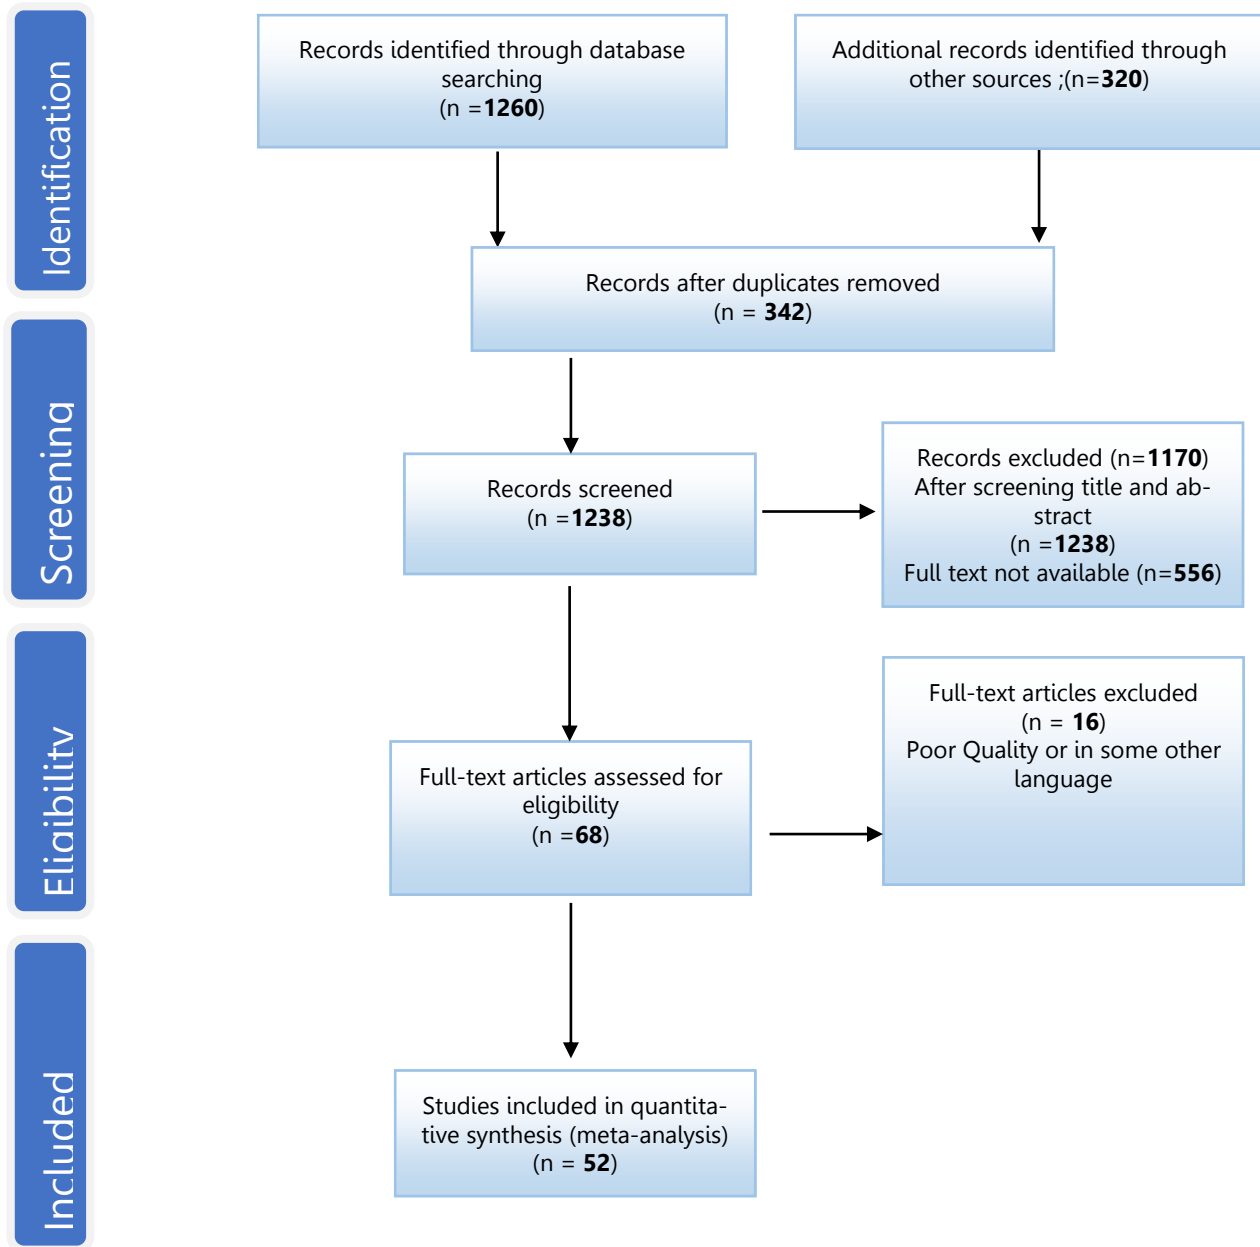 Identification
Records identified through database
searching
(n =1260)
Additional records identified through
other sources ;(n=320)
Records after duplicates removed
(n = 342)
Screening
Records screened
(n =1238)
Records excluded (n=1170)
After screening title and ab-
stract
(n =1238)
Full text not available (n=556)
Eligibility
Full-text articles assessed for
eligibility
(n =68)
Full-text articles excluded
(n = 16)
Poor Quality or in some other
language
Included
Studies included in quantita-
tive synthesis (meta-analysis)
(n = 52)